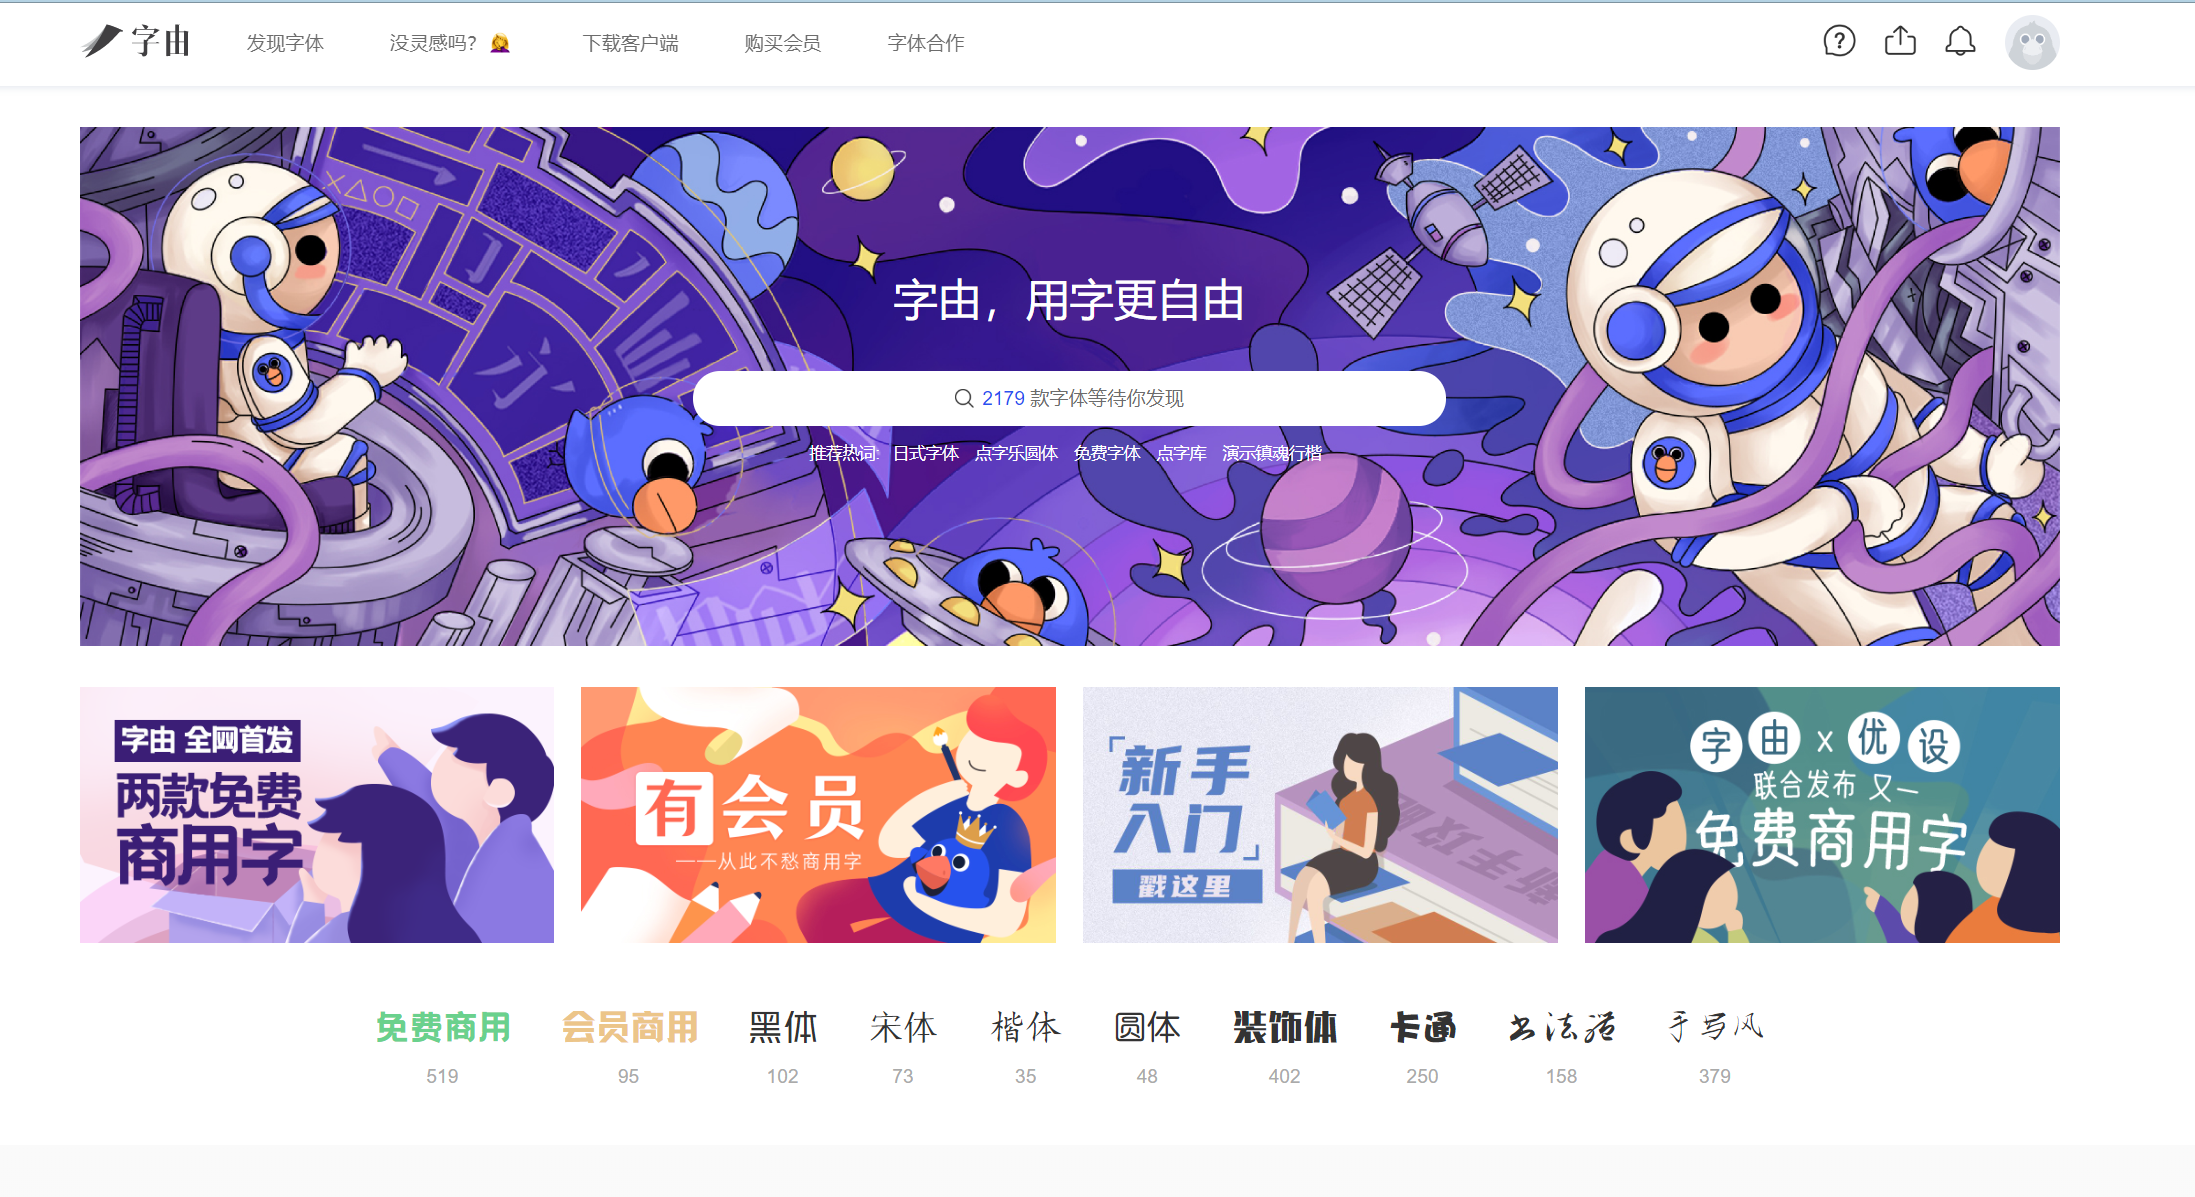 字由
发现字体
没灵感吗?
下载客户端
购买会员
字体合作
字由，用字更自由
2179 款字体等待你发现
推荐热词: 日式字体 点字乐圆体 免费字体 点字库 演示镇魂行楷
字由 全网首发
两款免费
商用字
有会员
——从此不愁商用字
「新手
入门」
戳这里
新手攻略
字由 x 优设
联合发布 又一
免费商用字
免费商用
519
会员商用
95
黑体
102
宋体
73
楷体
35
圆体
48
装饰体
402
卡通
250
书法
158
手写风
379